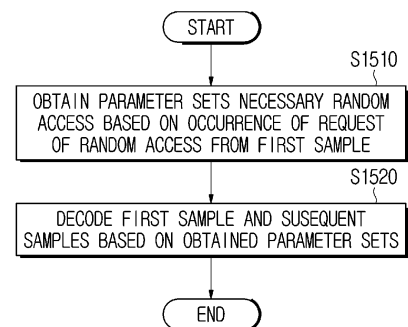 START
S1510
OBTAIN PARAMETER SETS NECESSARY RANDOM
ACCESS BASED ON OCCURRENCE OF REQUEST
OF RANDOM ACCESS FROM FIRST SAMPLE
S1520
DECODE FIRST SAMPLE AND SUSEQUENT
SAMPLES BASED ON OBTAINED PARAMETER SETS
END